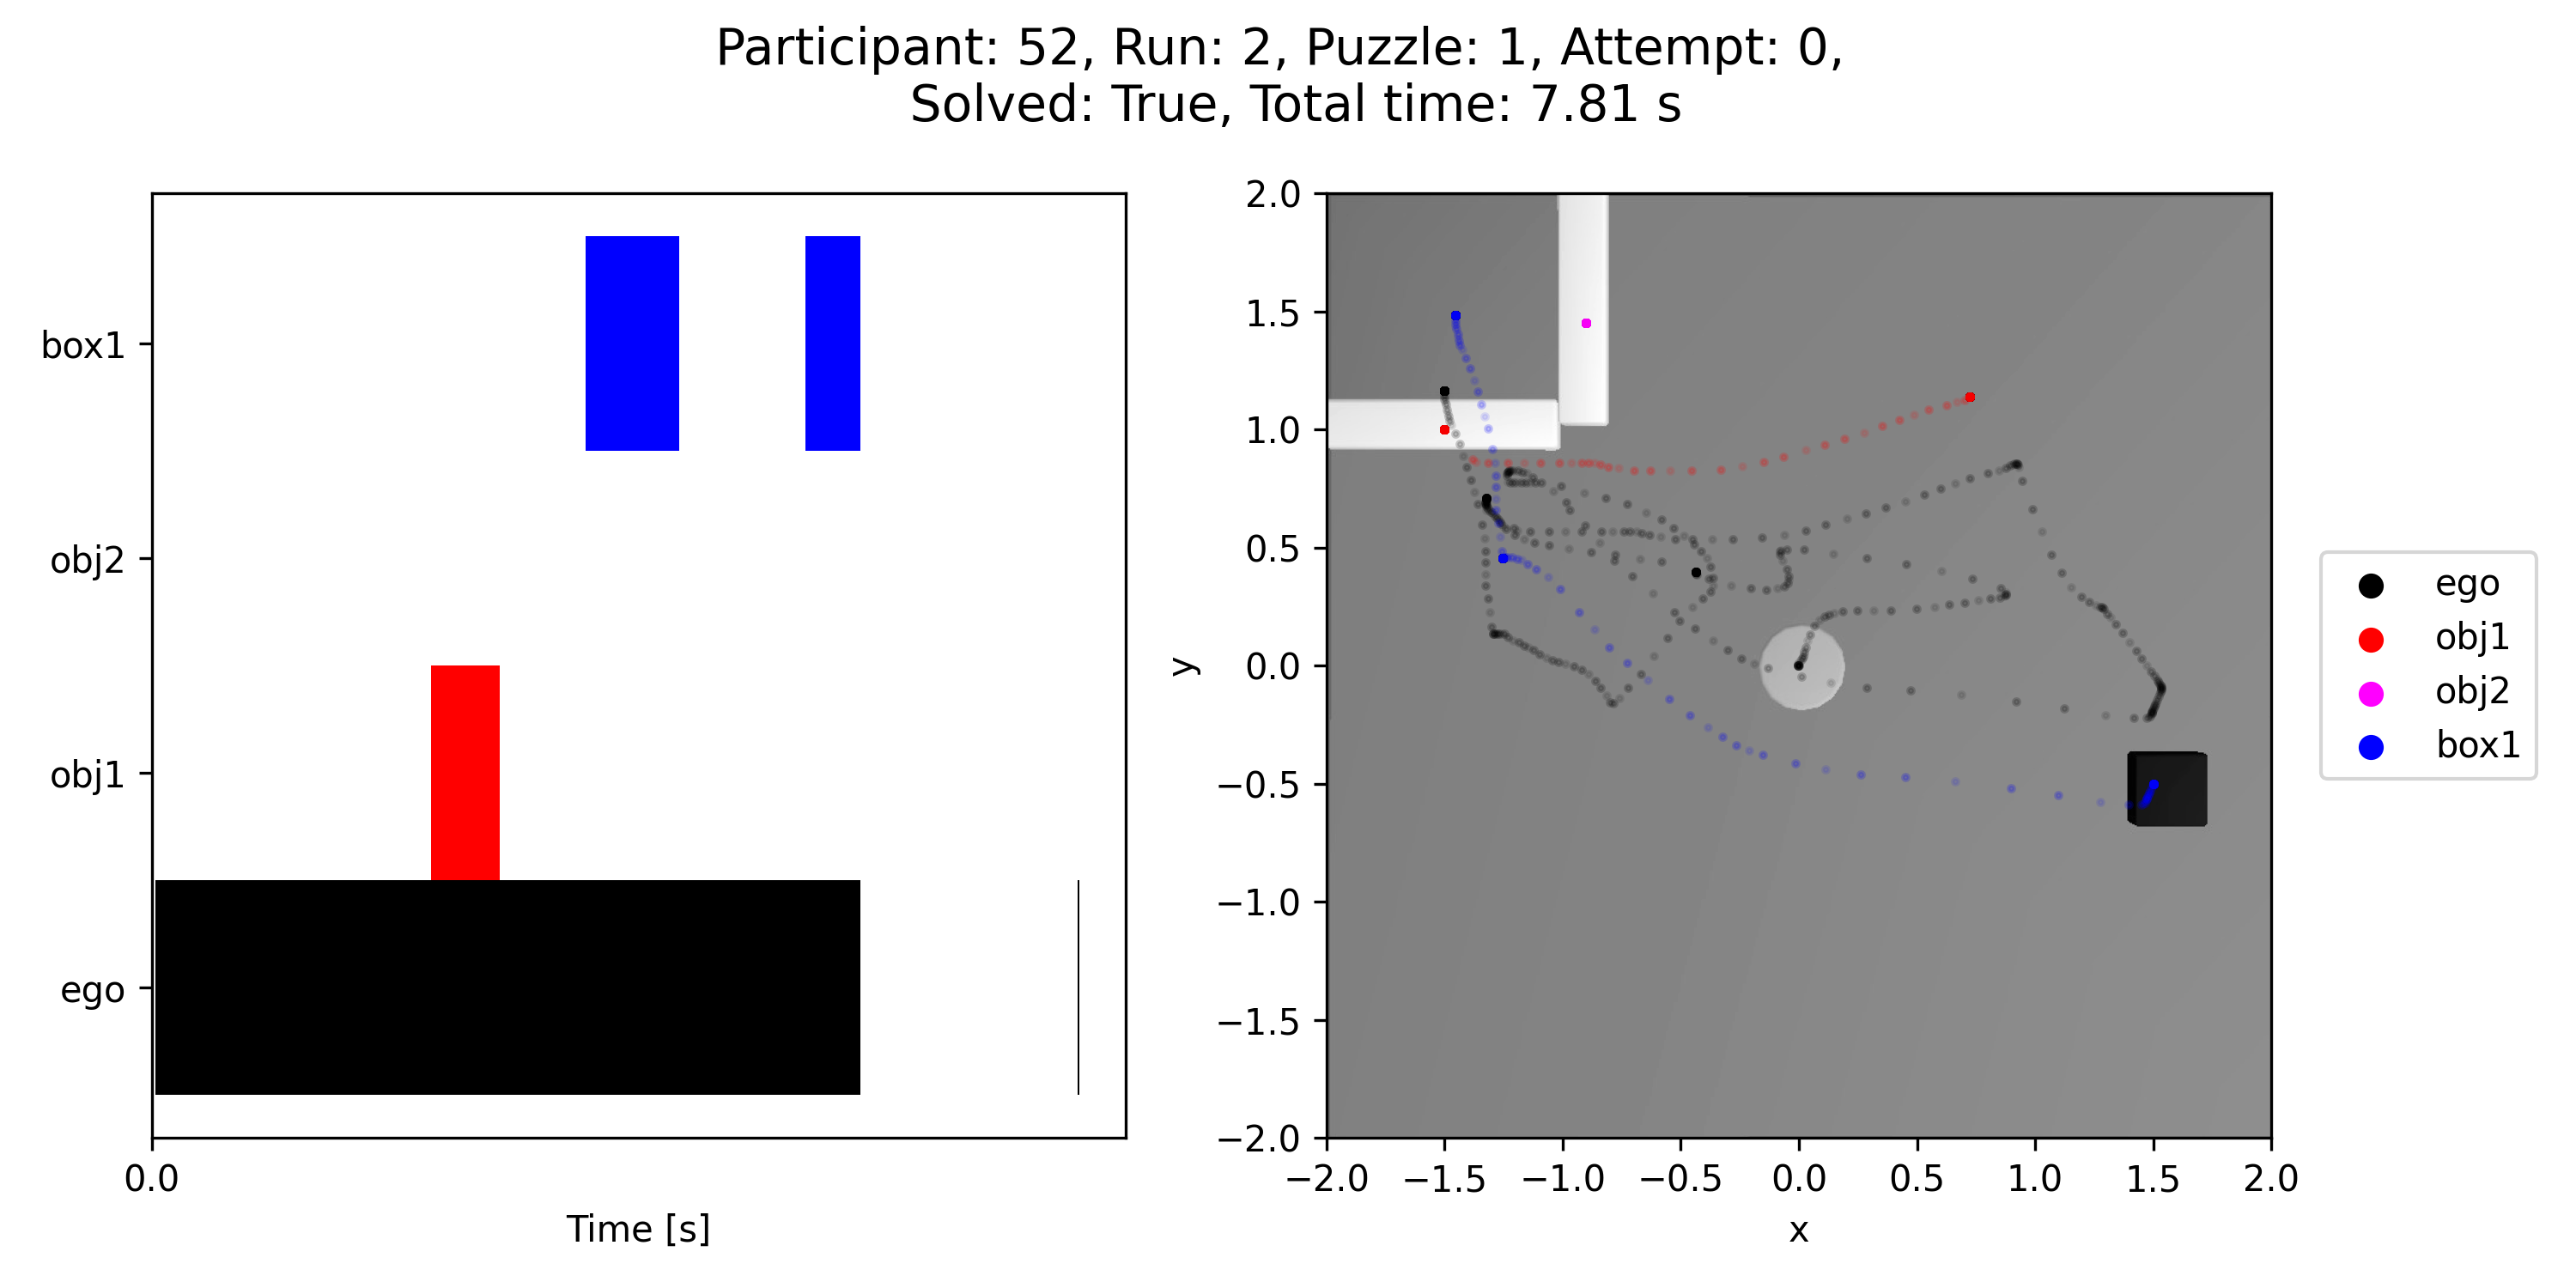 Participant: 52, Run: 2, Puzzle: 1, Attempt: 0,
Solved: True, Total time: 7.81 s
box1
obj2
obj1
ego
0.0
Time [s]
2.0
1.5
1.0
0.5
0.0
−0.5
−1.0
−1.5
−2.0
y
−2.0 −1.5 −1.0 −0.5 0.0 0.5 1.0 1.5 2.0
x
ego
obj1
obj2
box1